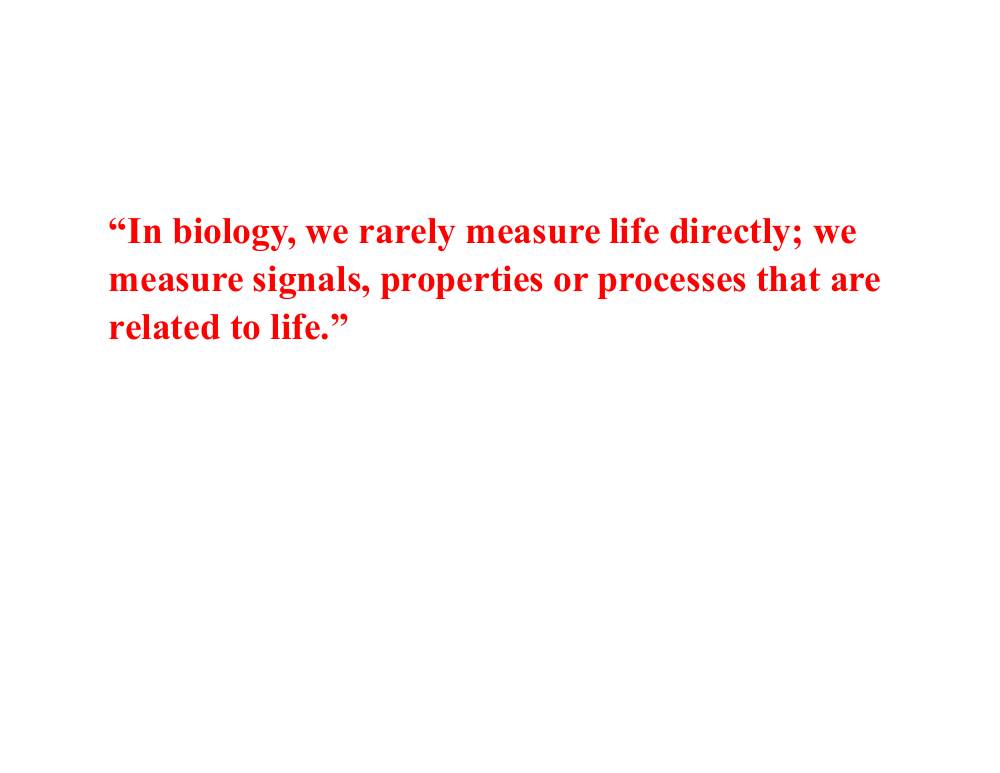 “In biology, we rarely measure life directly; we
measure signals, properties or processes that are
related to life.”